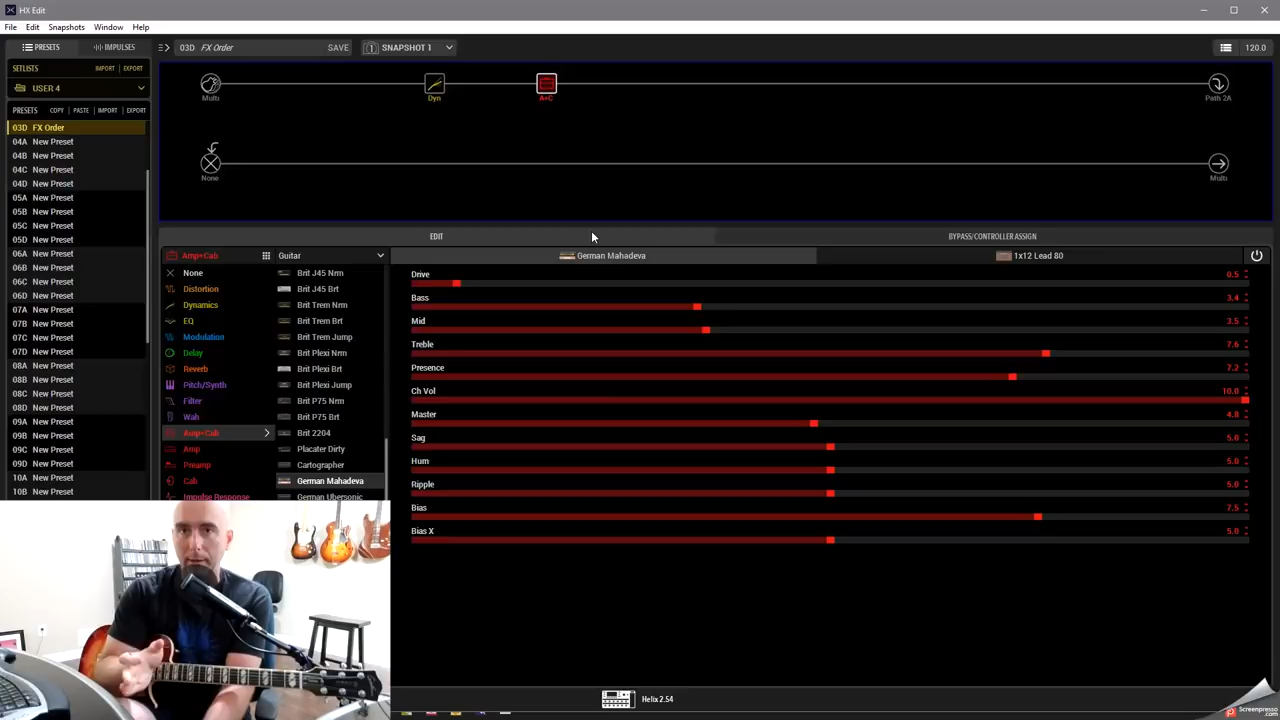 HX Edit
File Edit Snapshots Window Help
PRESETS IMPULSES
03D FX Order SAVE 1 SNAPSHOT 1 120.0
SETLISTS IMPORT EXPORT
USER 4
PRESETS COPY PASTE IMPORT EXPORT
03D FX Order
04A New Preset
04B New Preset
04C New Preset
04D New Preset
05A New Preset
05B New Preset
05C New Preset
05D New Preset
06A New Preset
06B New Preset
06C New Preset
06D New Preset
07A New Preset
07B New Preset
07C New Preset
07D New Preset
08A New Preset
08B New Preset
08C New Preset
08D New Preset
09A New Preset
09B New Preset
09C New Preset
09D New Preset
10A New Preset
10B New Preset
Multi Dyn A+C Path 2A
None Multi
EDIT BYPASS/CONTROLLER ASSIGN
Amp+Cab Guitar German Mahadeva 1x12 Lead 80
None
Distortion
Dynamics
EQ
Modulation
Delay
Reverb
Pitch/Synth
Filter
Wah
Amp+Cab
Amp
Preamp
Cab
Impulse Response
Brit J45 Nrm
Brit J45 Brt
Brit Trem Nrm
Brit Trem Brt
Brit Trem Jump
Brit Plexi Nrm
Brit Plexi Brt
Brit Plexi Jump
Brit P75 Nrm
Brit P75 Brt
Brit 2204
Placater Dirty
Cartographer
German Mahadeva
German Ubersonic
Drive 0.5
Bass 3.4
Mid 3.5
Treble 7.6
Presence 7.2
Ch Vol 10.0
Master 4.8
Sag 5.0
Hum 5.0
Ripple 5.0
Bias 7.5
Bias X 5.0
Helix 2.54
Screenpresso
.com